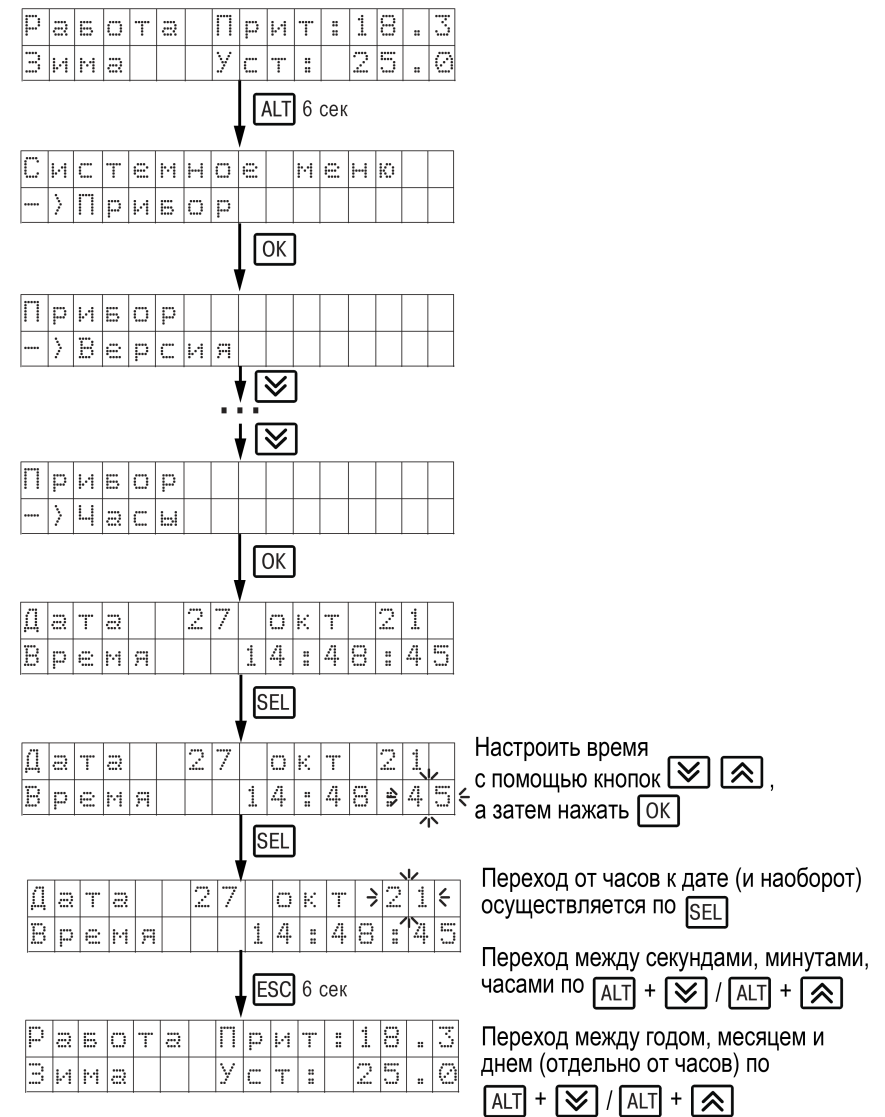 Работа Прит:18.3
Зима Уст: 25.0
ALT 6 сек
Системное меню
->Прибор
OK
Прибор
->Версия
...
Прибор
->Часы
OK
Дата 27 окт 21
Время 14:48:45
SEL
Дата 27 окт 21
Время 14:48:45
Настроить время
с помощью кнопок ,
а затем нажать OK
SEL
Дата 27 окт 21
Время 14:48:45
Переход от часов к дате (и наоборот)
осуществляется по SEL
Переход между секундами, минутами,
часами по ALT + / ALT +
ESC 6 сек
Переход между годом, месяцем и
днем (отдельно от часов) по
ALT + / ALT +
Работа Прит:18.3
Зима Уст: 25.0